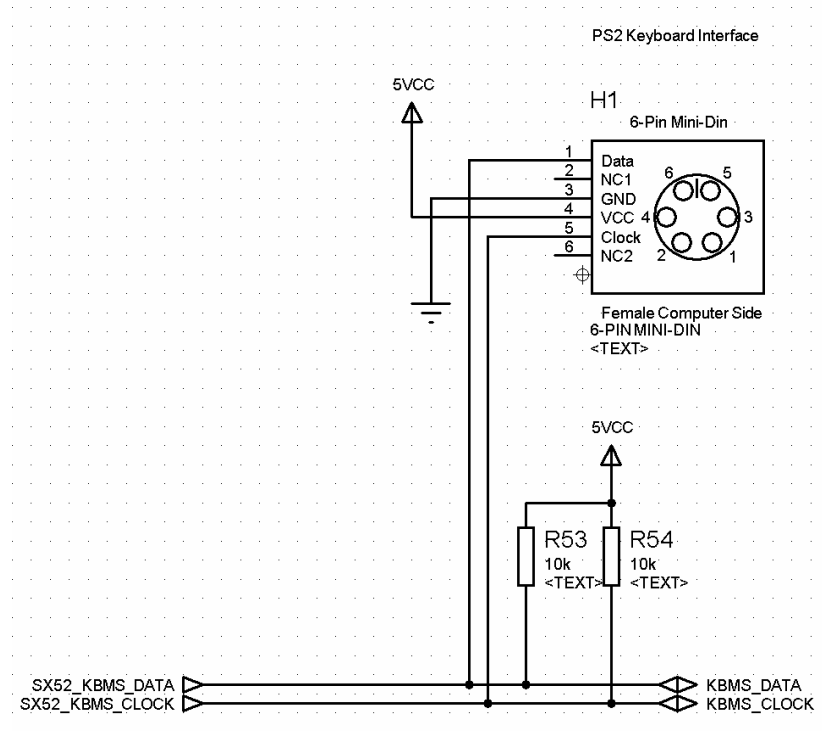 PS2 Keyboard Interface
5VCC
H1
6-Pin Mini-Din
1 Data
2 NC1
3 GND
4 VCC
5 Clock
6 NC2
6 5
4 3
2 1
Female Computer Side
6-PIN MINI-DIN
<TEXT>
5VCC
R53
10k
<TEXT>
R54
10k
<TEXT>
SX52_KBMS_DATA
KBMS_DATA
SX52_KBMS_CLOCK
KBMS_CLOCK